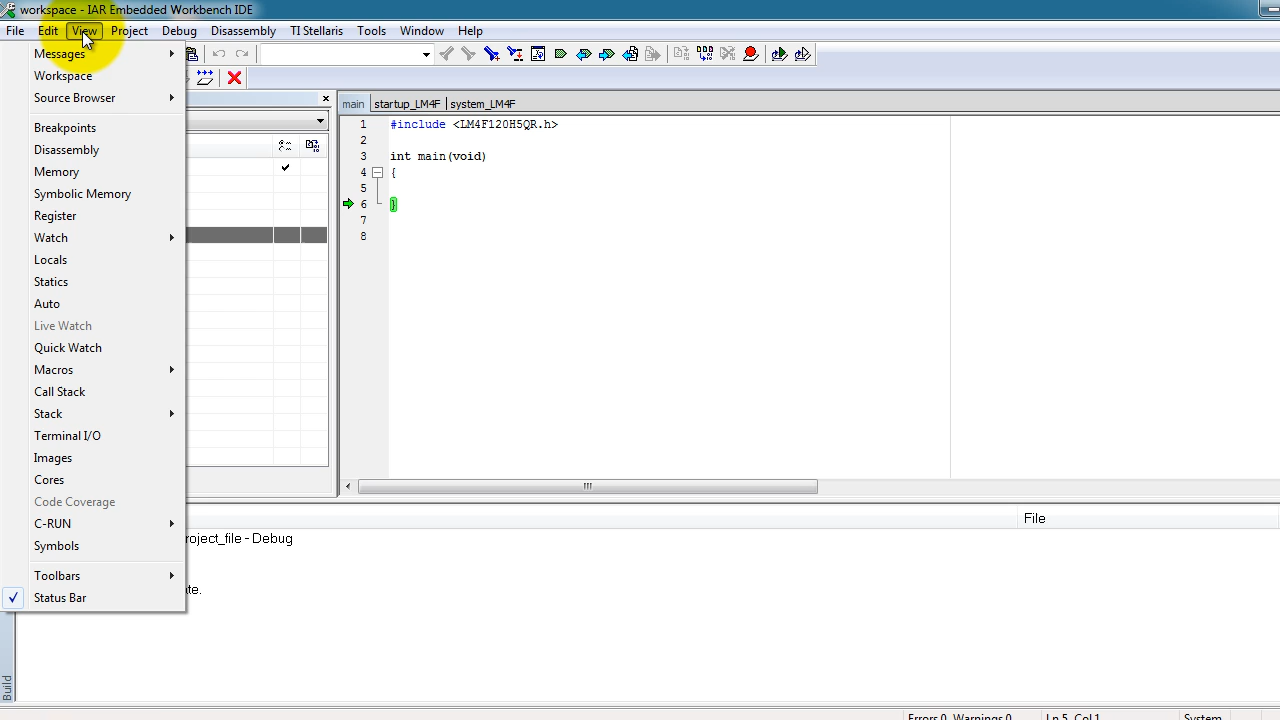 workspace - IAR Embedded Workbench IDE
File Edit View Project Debug Disassembly TI Stellaris Tools Window Help
Messages
Workspace
Source Browser
Breakpoints
Disassembly
Memory
Symbolic Memory
Register
Watch
Locals
Statics
Auto
Live Watch
Quick Watch
Macros
Call Stack
Stack
Terminal I/O
Images
Cores
Code Coverage
C-RUN
Symbols
Toolbars
Status Bar
main startup_LM4F system_LM4F
1 #include <LM4F120H5QR.h>
2
3 int main(void)
4 {
5
6 }
7
8
File
roject_file - Debug
te.
Build
Errors 0, Warnings 0 Ln 5, Col 1 System